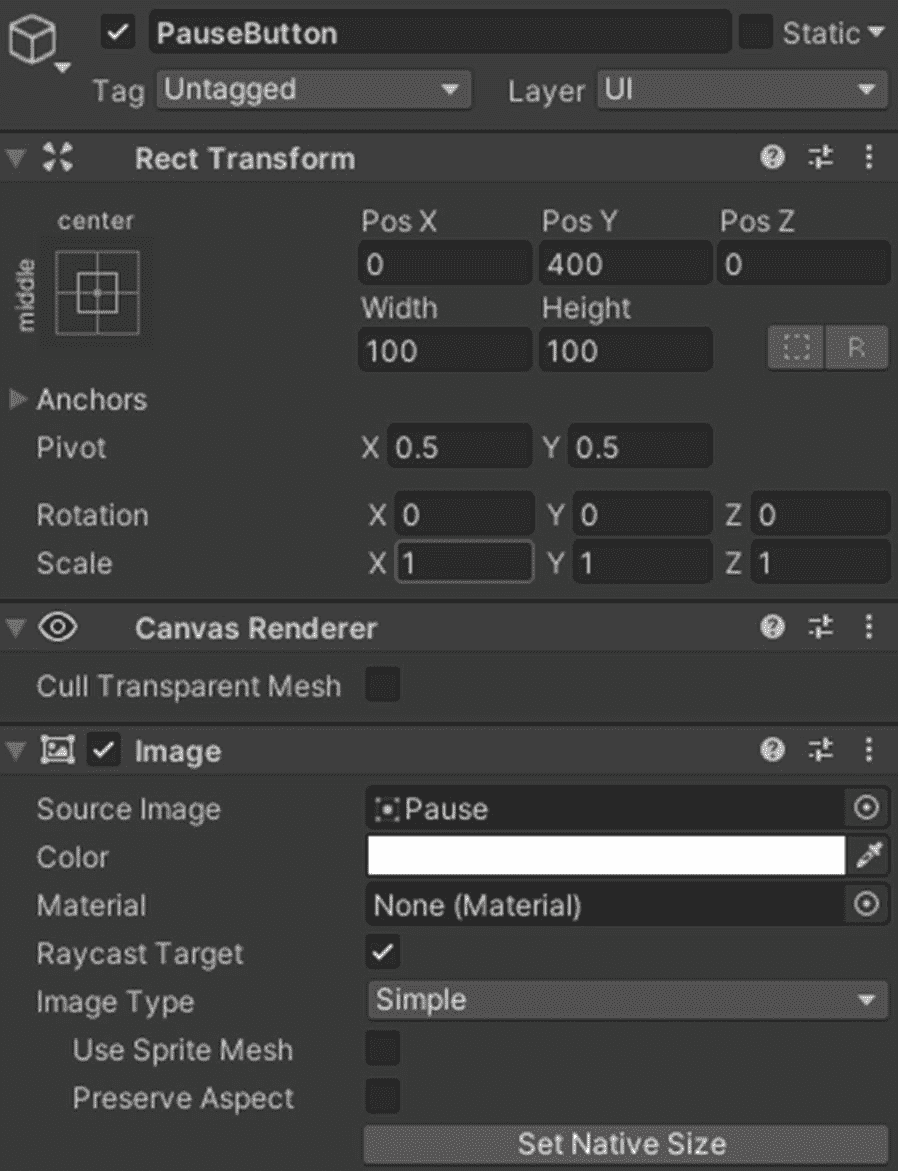 PauseButton Static
Tag Untagged Layer UI
Rect Transform
center Pos X Pos Y Pos Z
middle 0 400 0
Width Height
100 100 R
Anchors
Pivot X 0.5 Y 0.5
Rotation X 0 Y 0 Z 0
Scale X 1 Y 1 Z 1
Canvas Renderer
Cull Transparent Mesh
Image
Source Image Pause
Color
Material None (Material)
Raycast Target
Image Type Simple
Use Sprite Mesh
Preserve Aspect
Set Native Size